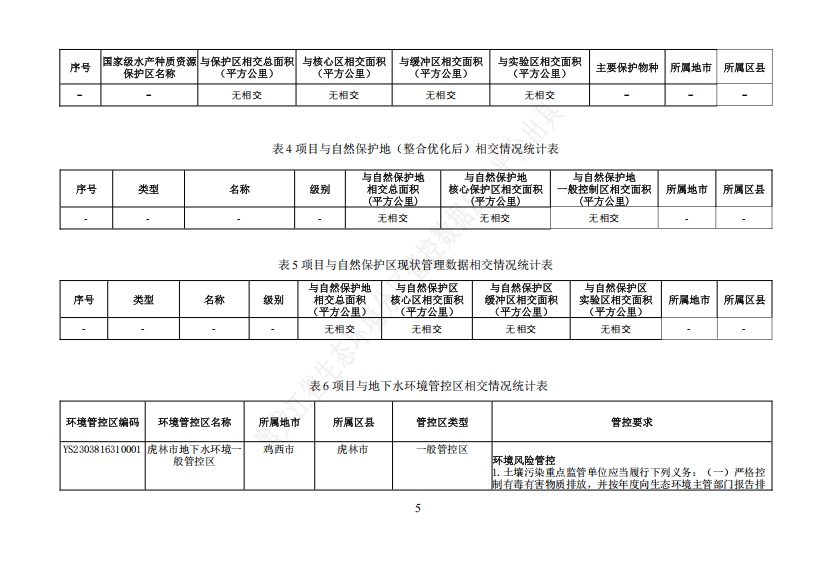 序号 国家级水产种质资源保护区名称 与保护区相交总面积（平方公里） 与核心区相交面积（平方公里） 与缓冲区相交面积（平方公里） 与实验区相交面积（平方公里） 主要保护物种 所属地市 所属区县
- - 无相交 无相交 无相交 无相交 - - -
表4 项目与自然保护地（整合优化后）相交情况统计表
序号 类型 名称 级别 与自然保护地相交总面积(平方公里) 与自然保护地核心保护区相交面积(平方公里) 与自然保护地一般控制区相交面积(平方公里) 所属地市 所属区县
- - - - 无相交 无相交 无相交 - -
表5 项目与自然保护区现状管理数据相交情况统计表
序号 类型 名称 级别 与自然保护地相交总面积（平方公里） 与自然保护区核心区相交面积（平方公里） 与自然保护区缓冲区相交面积（平方公里） 与自然保护区实验区相交面积（平方公里） 所属地市 所属区县
- - - - 无相交 无相交 无相交 无相交 - -
表6 项目与地下水环境管控区相交情况统计表
环境管控区编码 环境管控区名称 所属地市 所属区县 管控区类型 管控要求
YS2303816310001 虎林市地下水环境一般管控区 鸡西市 虎林市 一般管控区
环境风险管控
1.土壤污染重点监管单位应当履行下列义务：（一）严格控
制有毒有害物质排放，并按年度向生态环境主管部门报告排
5